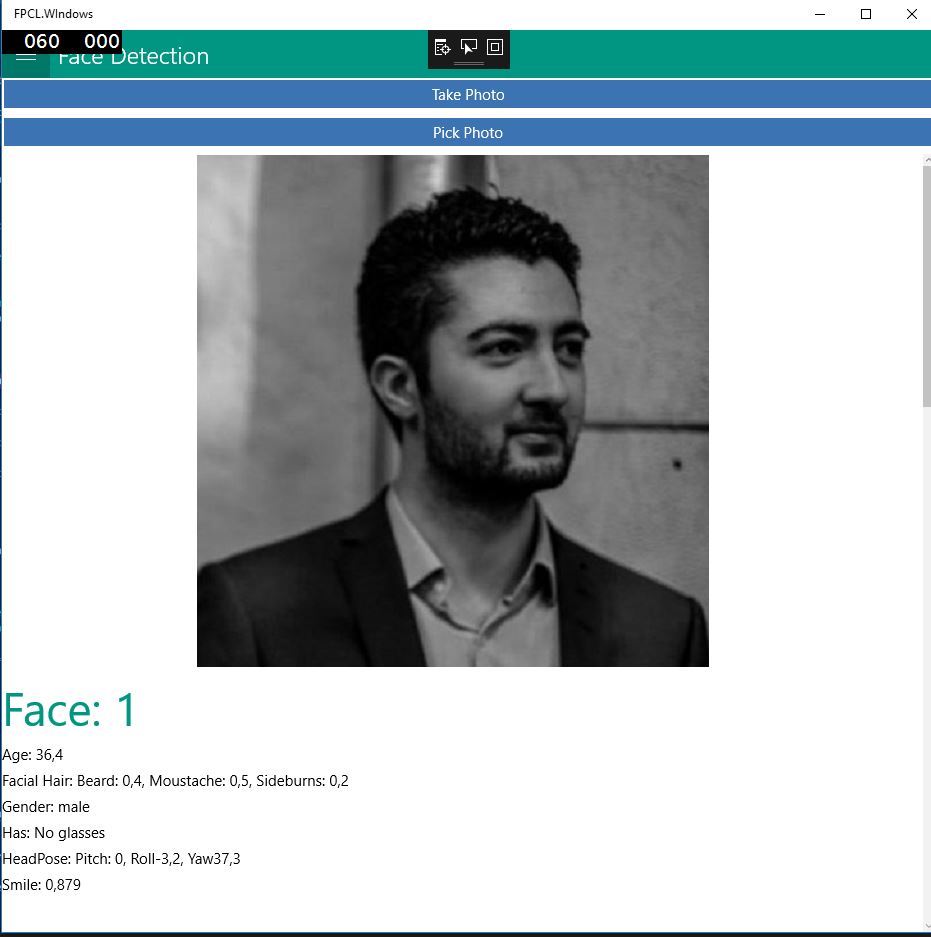 FPCL.WIndows
060 000
Face Detection
Take Photo
Pick Photo
Face: 1
Age: 36,4
Facial Hair: Beard: 0,4, Moustache: 0,5, Sideburns: 0,2
Gender: male
Has: No glasses
HeadPose: Pitch: 0, Roll-3,2, Yaw37,3
Smile: 0,879